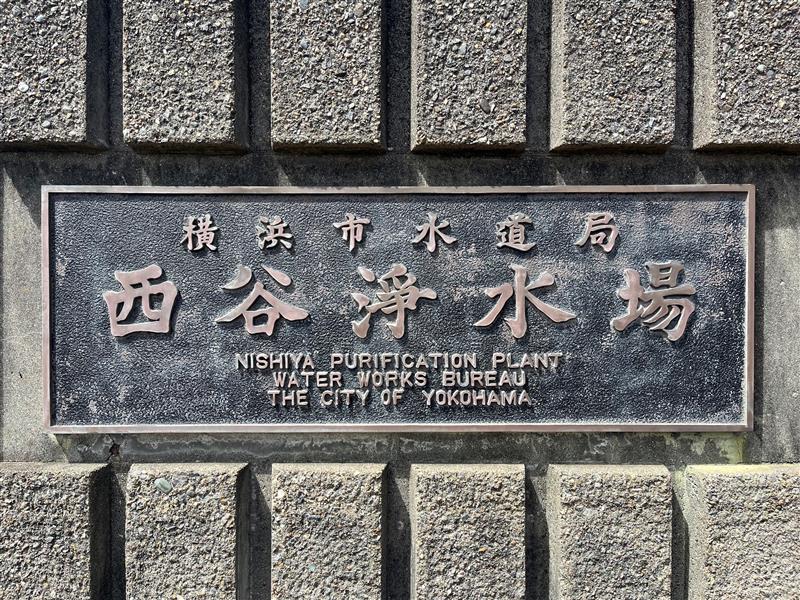 横浜市水道局
西谷浄水場
NISHIYA PURIFICATION PLANT
WATER WORKS BUREAU
THE CITY OF YOKOHAMA